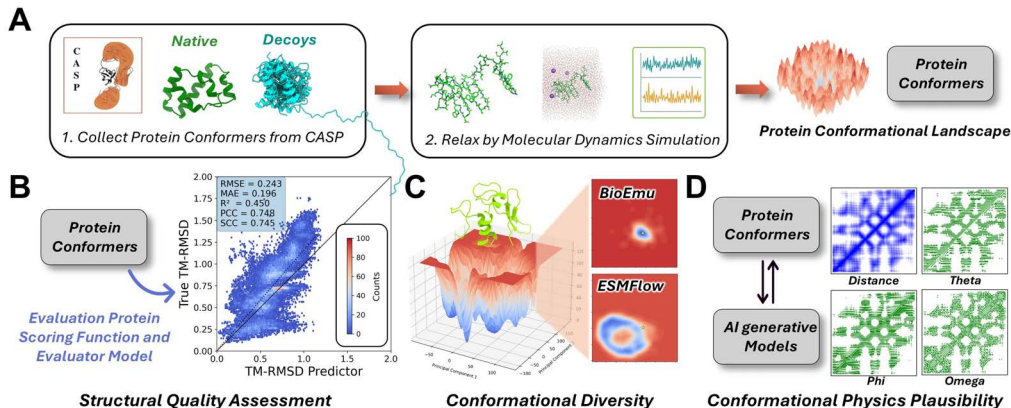 A
C
A
S
P
Native
Decoys
1. Collect Protein Conformers from CASP
2. Relax by Molecular Dynamics Simulation
Protein
Conformers
Protein Conformational Landscape
B
Protein
Conformers
Evaluation Protein
Scoring Function and
Evaluator Model
RMSE = 0.243
MAE = 0.196
R² = 0.450
PCC = 0.748
SCC = 0.745
True TM-RMSD
2.00
1.75
1.50
1.25
1.00
0.75
0.50
0.25
0.00
0.0
0.5
1.0
1.5
2.0
TM-RMSD Predictor
100
80
60
40
20
0
Counts
Structural Quality Assessment
C
BioEmu
ESMFlow
Principal Component 1
Principal Component
−50
0
50
100
Conformational Diversity
D
Protein
Conformers
AI generative
Models
Distance
Theta
Phi
Omega
Conformational Physics Plausibility